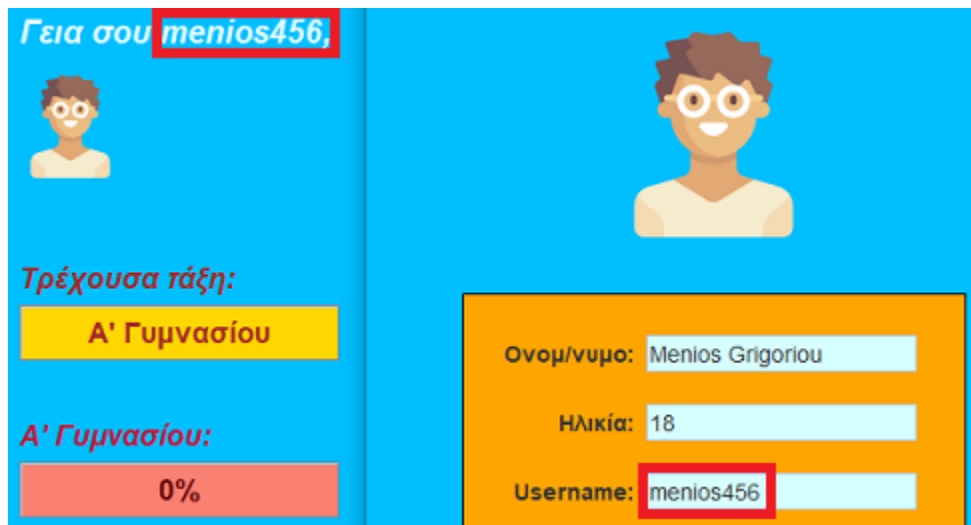 Γεια σου menios456,
Τρέχουσα τάξη:
Α' Γυμνασίου
Α' Γυμνασίου:
0%
Ονομ/νυμο: Menios Grigoriou
Ηλικία: 18
Username: menios456